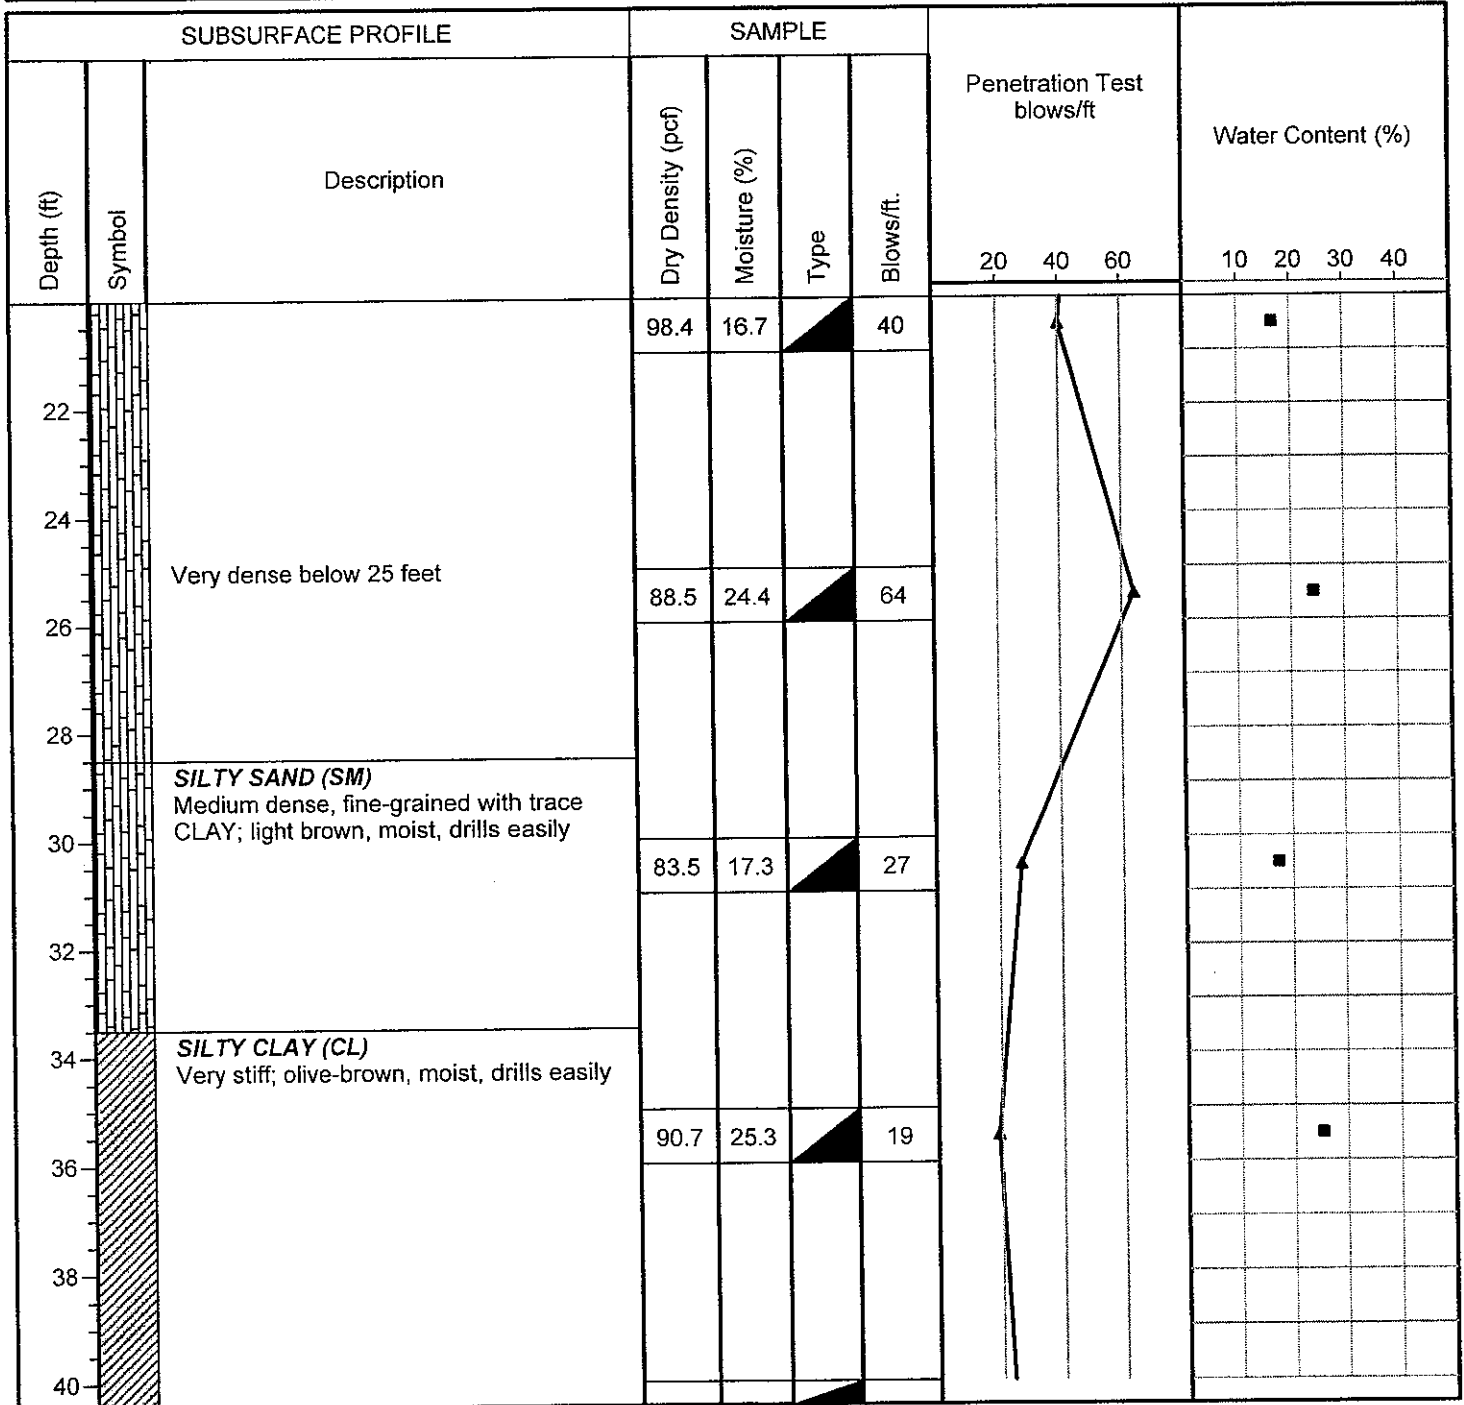 SUBSURFACE PROFILE
SAMPLE
Depth (ft)
Symbol
Description
Dry Density (pcf)
Moisture (%)
Type
Blows/ft.
Penetration Test
blows/ft
20 40 60
Water Content (%)
10 20 30 40
98.4 16.7 40
22
24
Very dense below 25 feet
88.5 24.4 64
26
28
SILTY SAND (SM)
Medium dense, fine-grained with trace
CLAY; light brown, moist, drills easily
30
83.5 17.3 27
32
SILTY CLAY (CL)
34
Very stiff; olive-brown, moist, drills easily
90.7 25.3 19
36
38
40